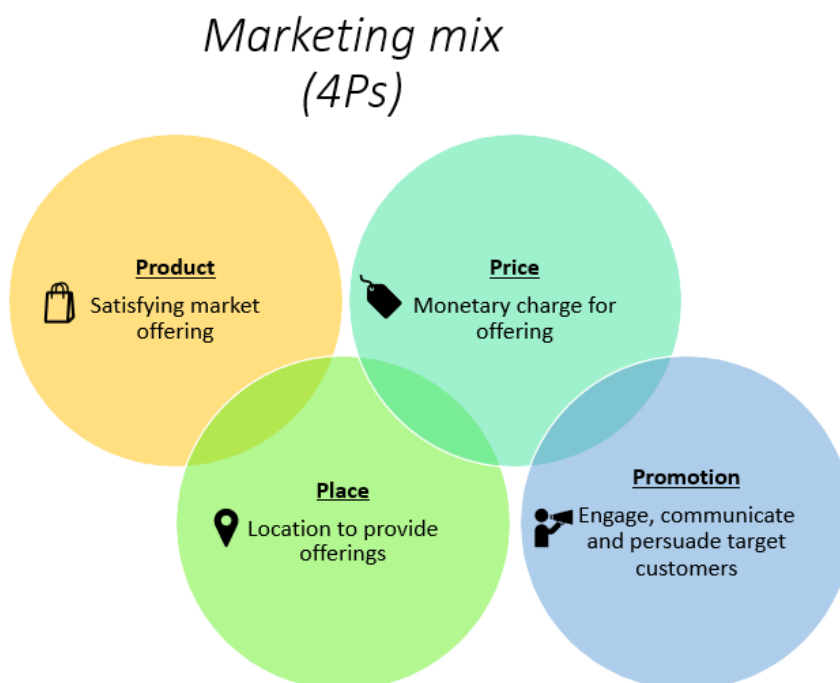 Marketing mix
(4Ps)
Product
Satisfying market
offering
Price
Monetary charge for
offering
Place
Location to provide
offerings
Promotion
Engage, communicate
and persuade target
customers